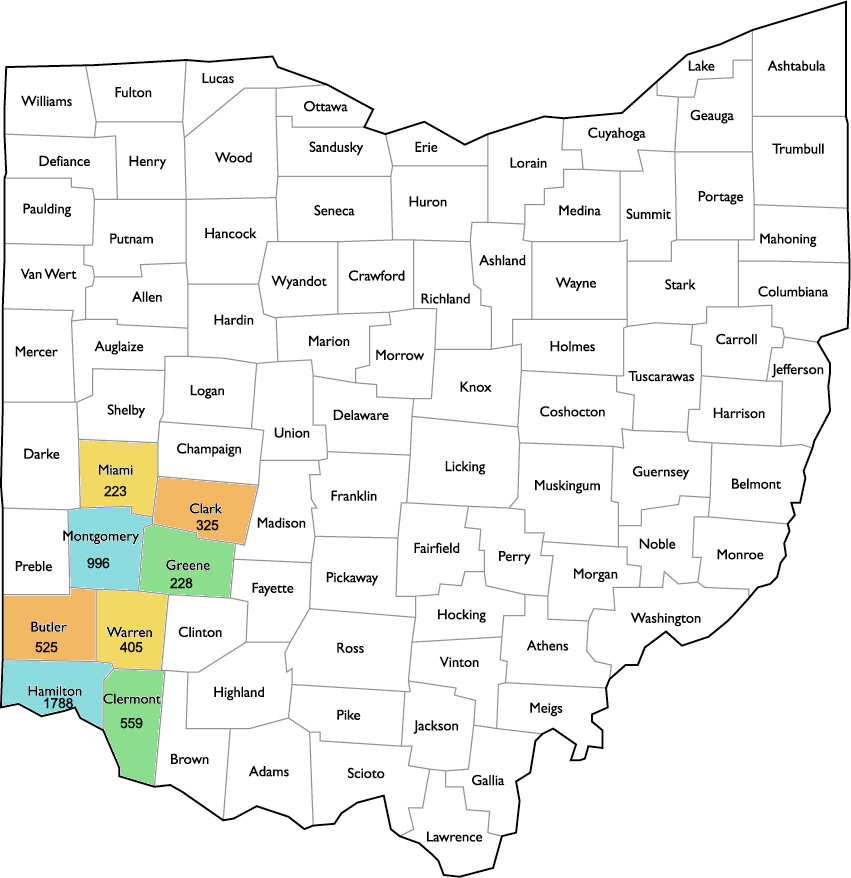 Lake
Ashtabula
Lucas
Fulton
Williams
Ottawa
Geauga
Cuyahoga
Erie
Sandusky
Trumbull
Wood
Defiance
Henry
Lorain
Portage
Huron
Paulding
Seneca
Medina
Summit
Hancock
Putnam
Mahoning
Ashland
Van Wert
Crawford
Wyandot
Wayne
Stark
Columbiana
Allen
Richland
Hardin
Carroll
Marion
Auglaize
Holmes
Mercer
Morrow
Jefferson
Tuscarawas
Knox
Logan
Shelby
Coshocton
Harrison
Delaware
Union
Champaign
Darke
Licking
Miami
223
Guernsey
Muskingum
Belmont
Franklin
Clark
325
Madison
Montgomery
996
Noble
Fairfield
Perry
Monroe
Preble
Greene
228
Morgan
Pickaway
Fayette
Hocking
Washington
Butler
525
Warren
405
Clinton
Athens
Ross
Vinton
Hamilton
1788
Highland
Clermont
559
Meigs
Pike
Jackson
Brown
Adams
Scioto
Gallia
Lawrence